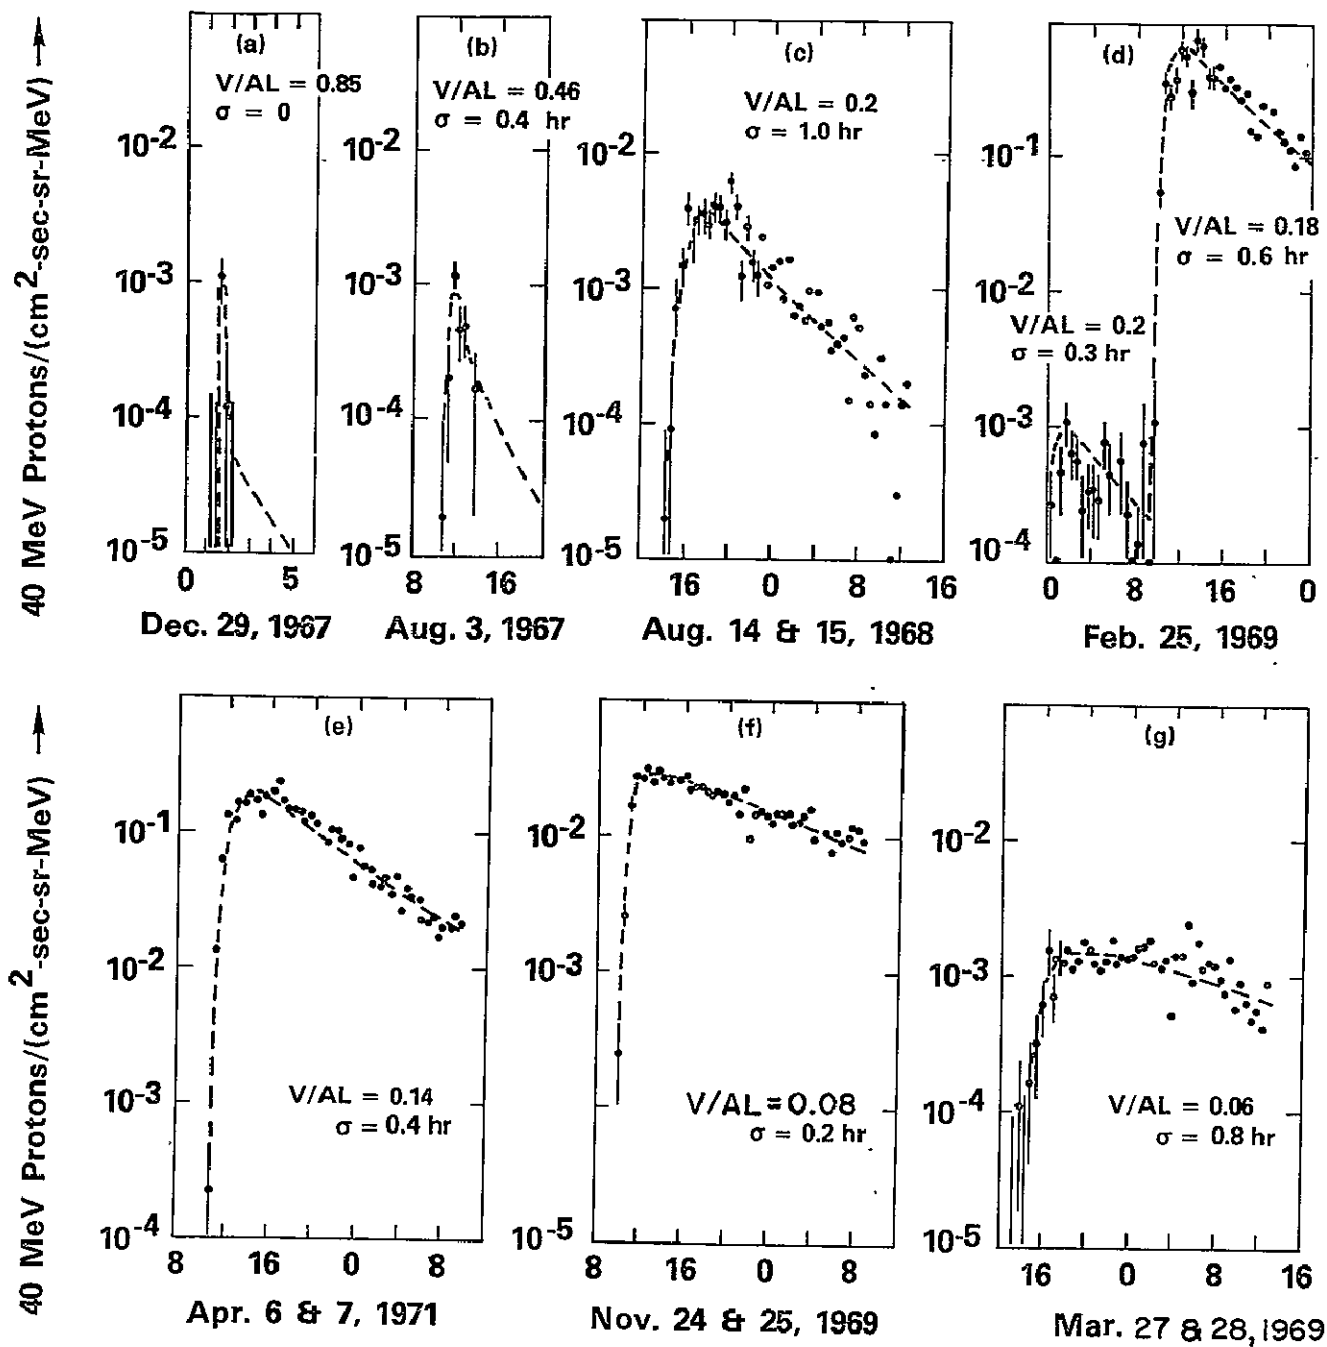 40 MeV Protons/(cm²-sec-sr-MeV) →
(a)
V/AL = 0.85
σ = 0
10⁻²
10⁻³
10⁻⁴
10⁻⁵
0 5
Dec. 29, 1967
(b)
V/AL = 0.46
σ = 0.4 hr
10⁻²
10⁻³
10⁻⁴
10⁻⁵
8 16
Aug. 3, 1967
(c)
V/AL = 0.2
σ = 1.0 hr
10⁻²
10⁻³
10⁻⁴
10⁻⁵
16 0 8 16
Aug. 14 & 15, 1968
(d)
10⁻¹
V/AL = 0.18
σ = 0.6 hr
10⁻²
V/AL = 0.2
σ = 0.3 hr
10⁻³
10⁻⁴
0 8 16 0
Feb. 25, 1969
40 MeV Protons/(cm²-sec-sr-MeV) →
(e)
10⁻¹
10⁻²
10⁻³
V/AL = 0.14
σ = 0.4 hr
10⁻⁴
8 16 0 8
Apr. 6 & 7, 1971
(f)
10⁻²
10⁻³
V/AL = 0.08
σ = 0.2 hr
10⁻⁵
8 16 0 8
Nov. 24 & 25, 1969
(g)
10⁻²
10⁻³
10⁻⁴
V/AL = 0.06
σ = 0.8 hr
10⁻⁵
16 0 8 16
Mar. 27 & 28, 1969